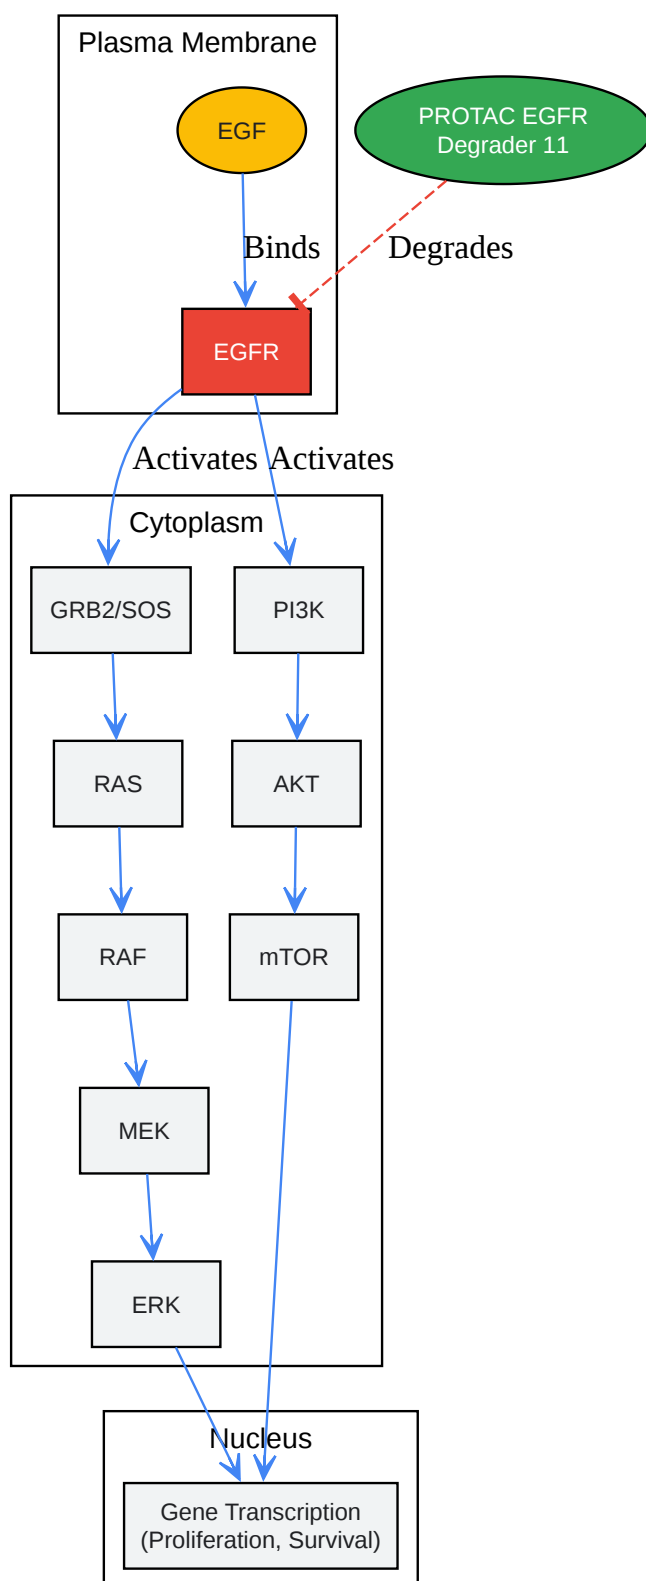 Plasma Membrane
EGF
PROTAC EGFR
Degrader 11
Binds
Degrades
EGFR
Activates
Activates
Cytoplasm
GRB2/SOS
PI3K
RAS
AKT
RAF
mTOR
MEK
ERK
Nucleus
Gene Transcription
(Proliferation, Survival)